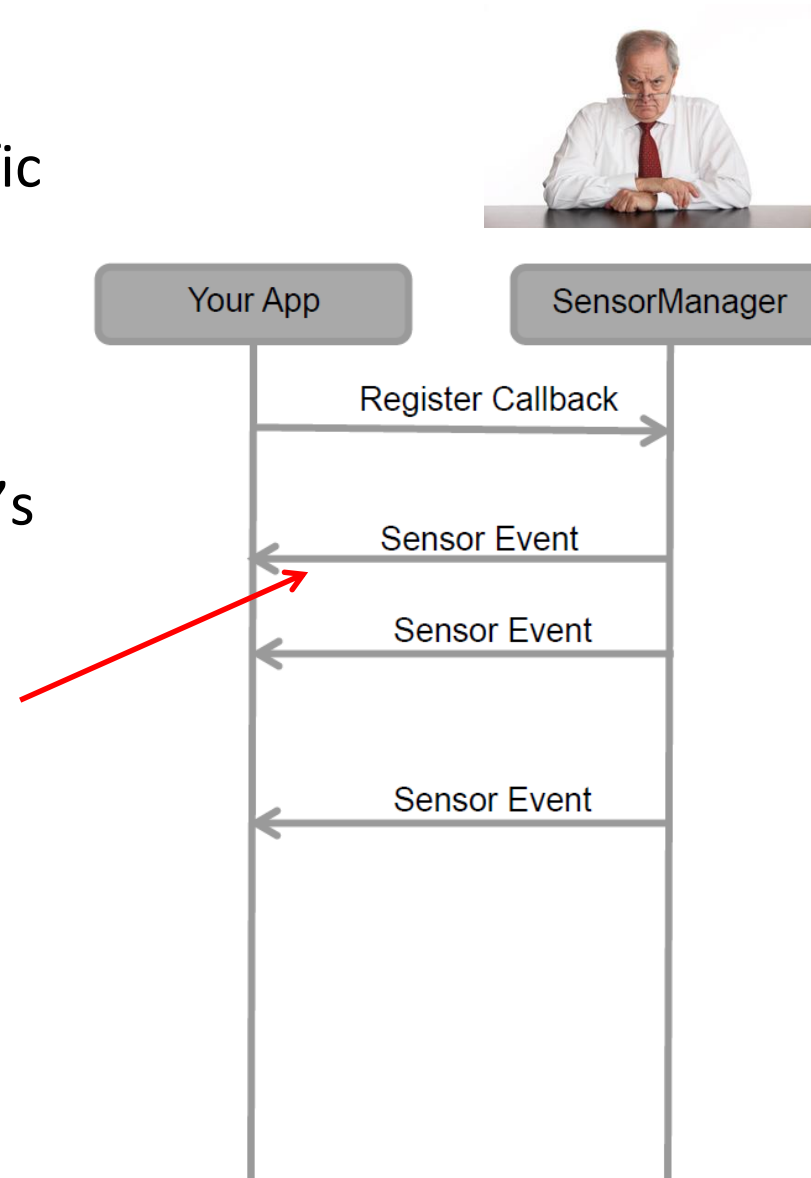 ic
Your App
SensorManager
Register Callback
’s
Sensor Event
Sensor Event
Sensor Event